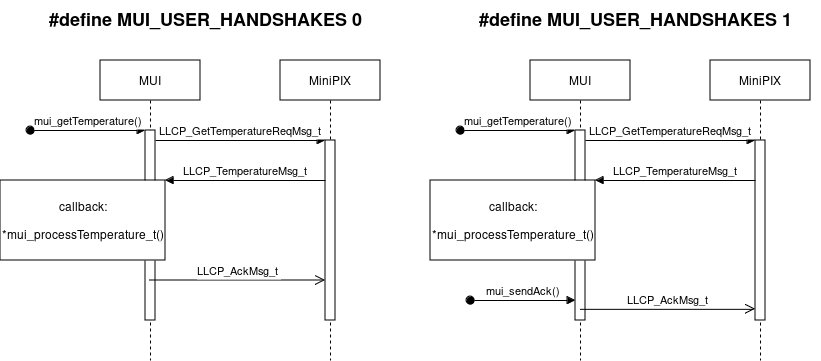 #define MUI_USER_HANDSHAKES 0
MUI
MiniPIX
mui_getTemperature()
LLCP_GetTemperatureReqMsg_t
LLCP_TemperatureMsg_t
callback:
*mui_processTemperature_t()
LLCP_AckMsg_t
#define MUI_USER_HANDSHAKES 1
MUI
MiniPIX
mui_getTemperature()
LLCP_GetTemperatureReqMsg_t
LLCP_TemperatureMsg_t
callback:
*mui_processTemperature_t()
mui_sendAck()
LLCP_AckMsg_t